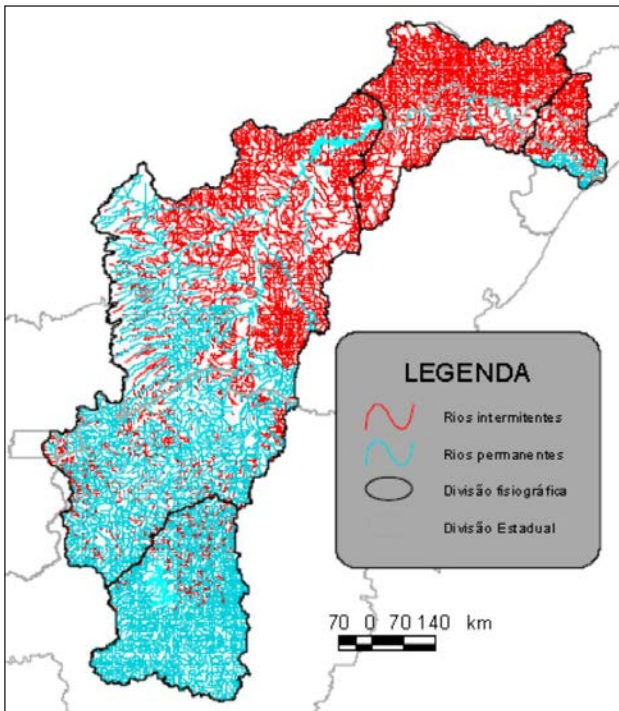 LEGENDA
Rios intermitentes
Rios permanentes
Divisão fisiográfica
Divisão Estadual
70 0 70 140 km